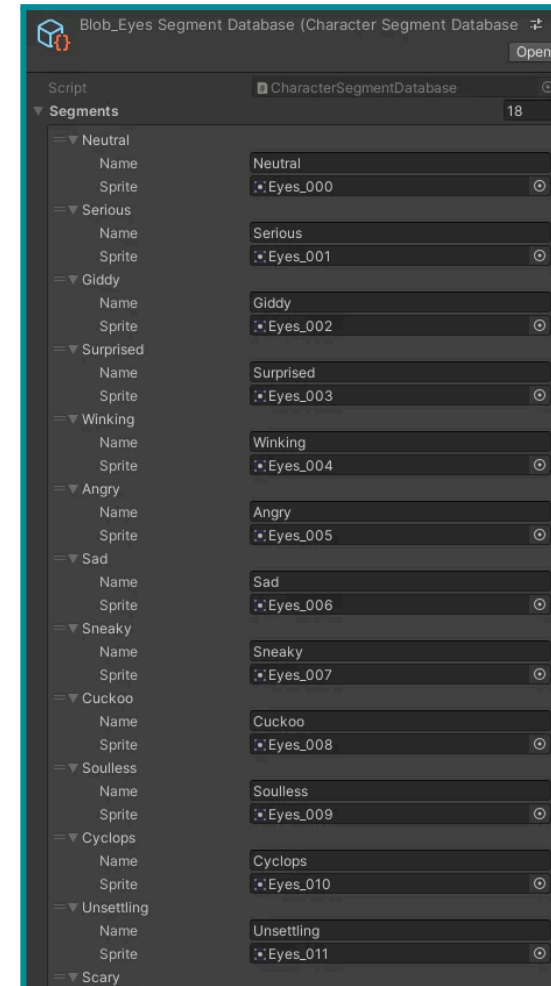 Blob_Eyes Segment Database (Character Segment Database
Open
Script CharacterSegmentDatabase
Segments 18
Neutral
Name Neutral
Sprite Eyes_000
Serious
Name Serious
Sprite Eyes_001
Giddy
Name Giddy
Sprite Eyes_002
Surprised
Name Surprised
Sprite Eyes_003
Winking
Name Winking
Sprite Eyes_004
Angry
Name Angry
Sprite Eyes_005
Sad
Name Sad
Sprite Eyes_006
Sneaky
Name Sneaky
Sprite Eyes_007
Cuckoo
Name Cuckoo
Sprite Eyes_008
Soulless
Name Soulless
Sprite Eyes_009
Cyclops
Name Cyclops
Sprite Eyes_010
Unsettling
Name Unsettling
Sprite Eyes_011
Scary